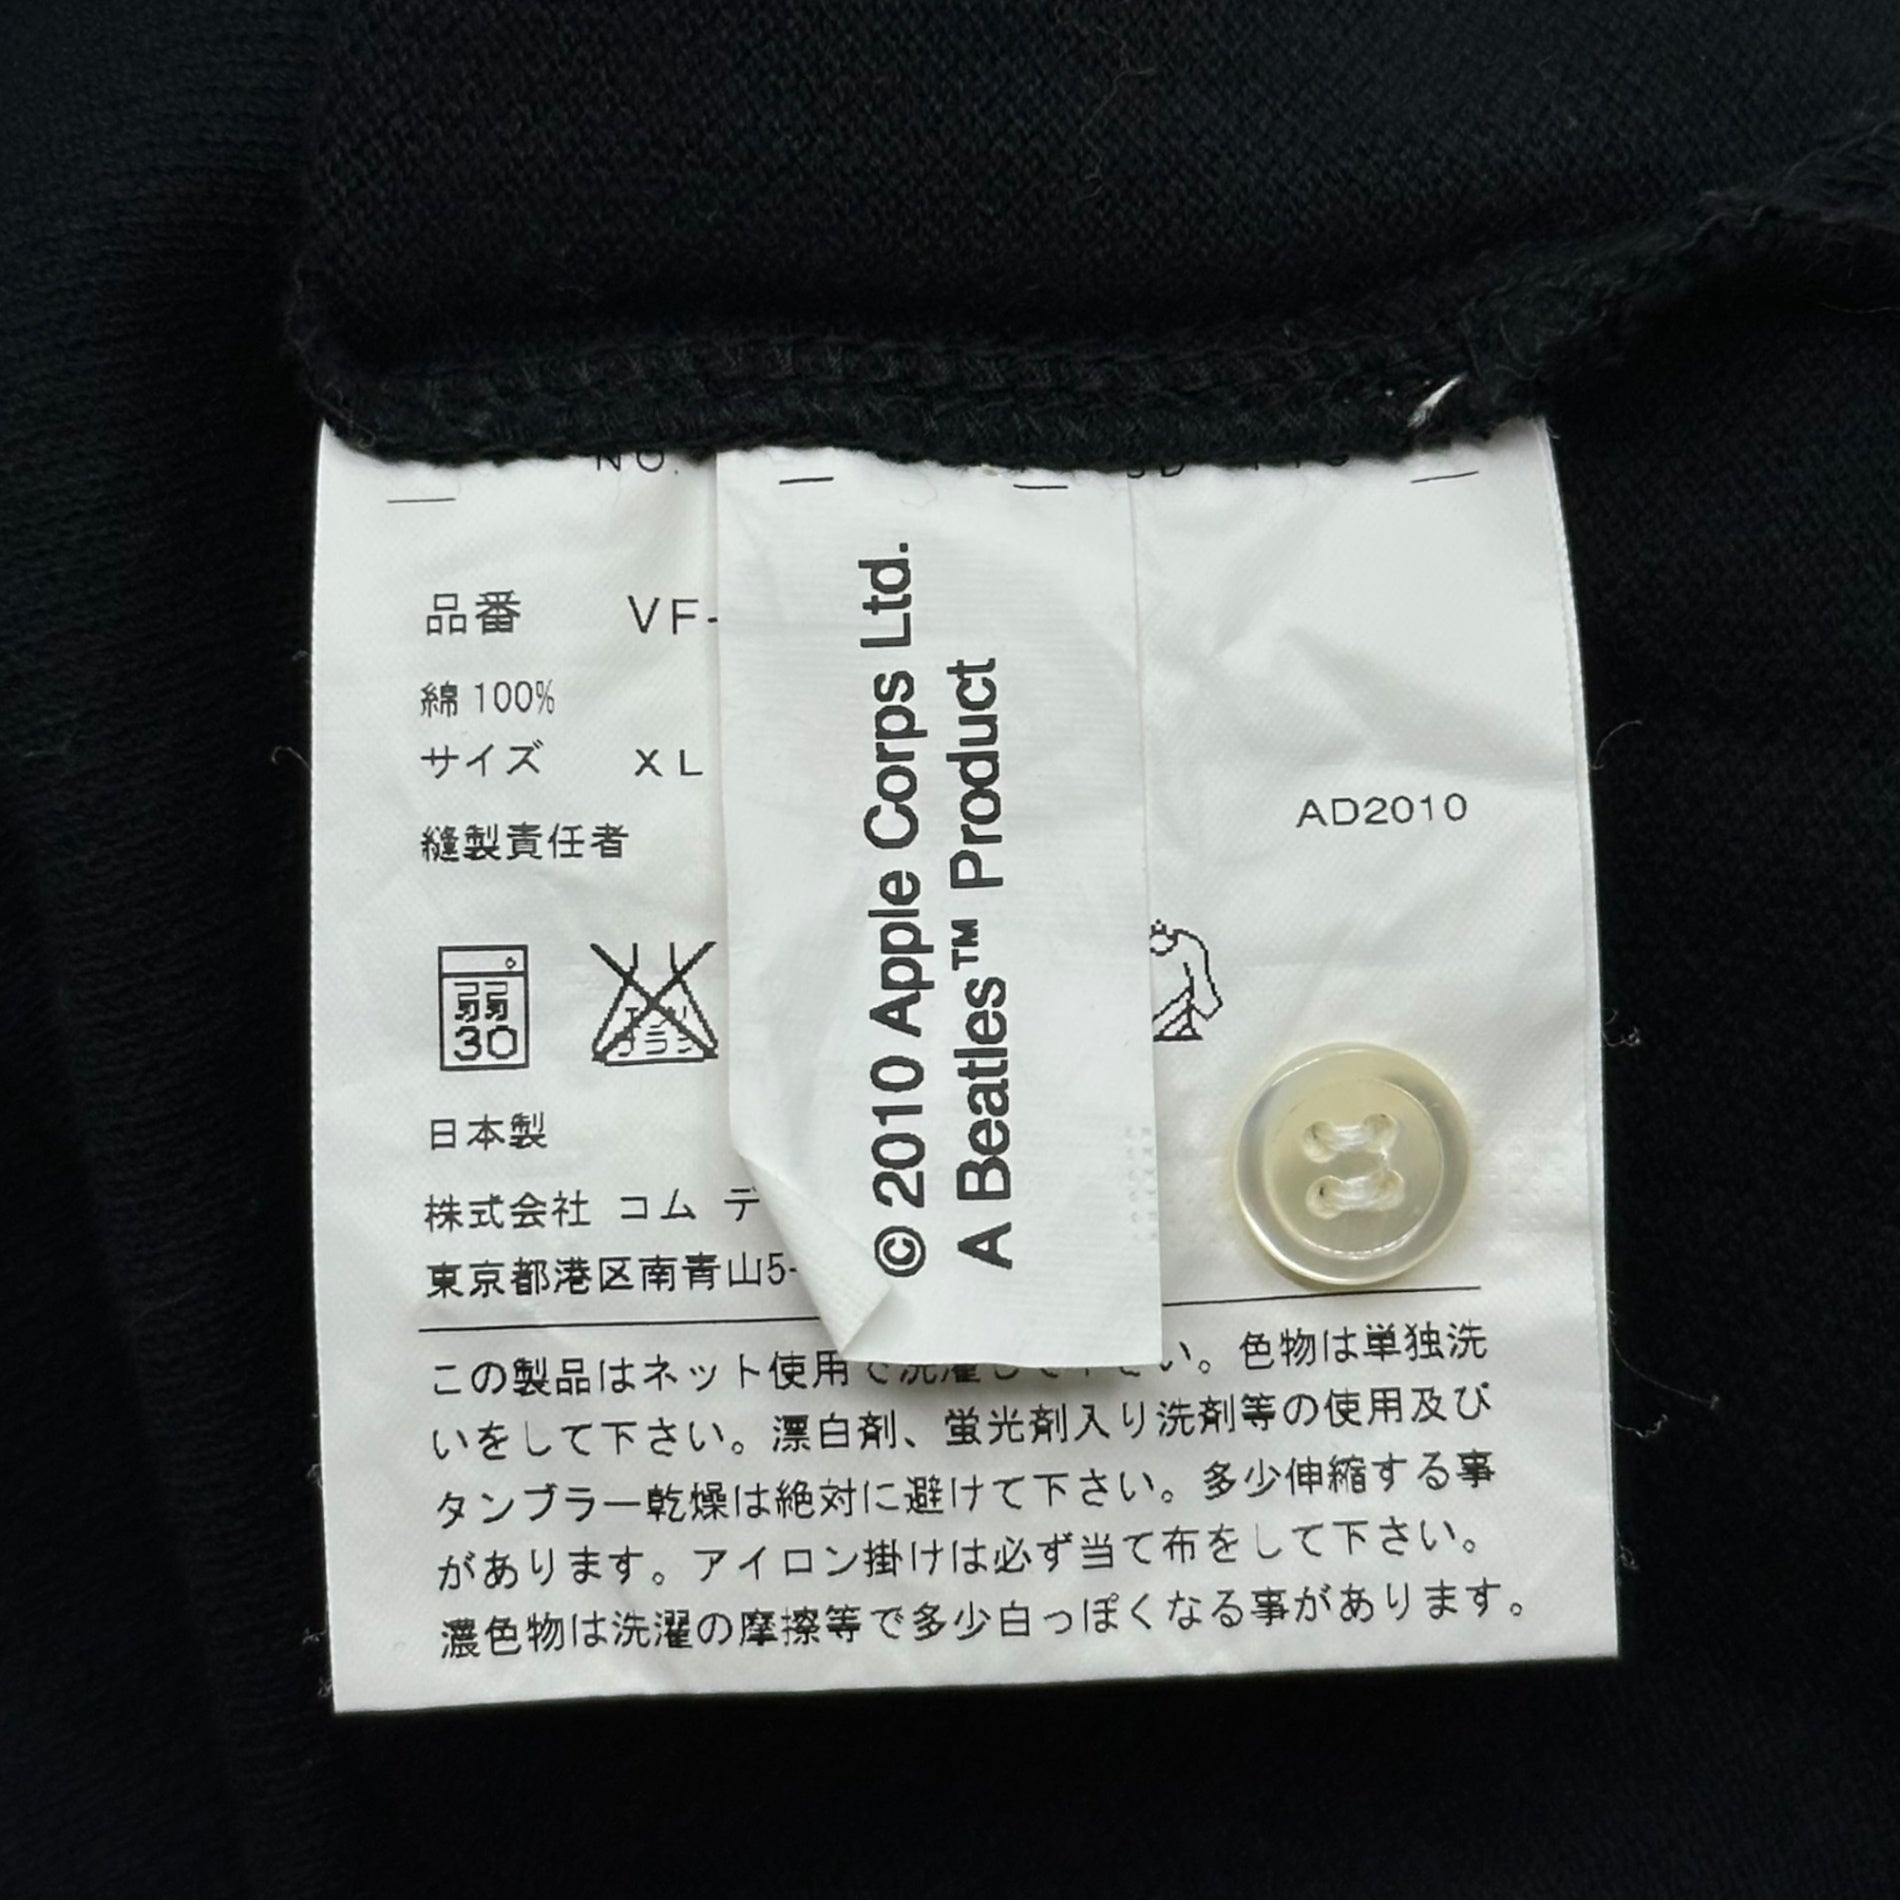 NO.
品番 VF-
綿 100%
サイズ XL
AD2010
縫製責任者
弱
30
エンソ
サラシ
日本製
株式会社 コム デ
東京都港区南青山5-
© 2010 Apple Corps Ltd.
A Beatles™ Product
この製品はネット使用で洗濯して下さい。色物は単独洗
いをして下さい。漂白剤、蛍光剤入り洗剤等の使用及び
タンブラー乾燥は絶対に避けて下さい。多少伸縮する事
があります。アイロン掛けは必ず当て布をして下さい。
濃色物は洗濯の摩擦等で多少白っぽくなる事があります。